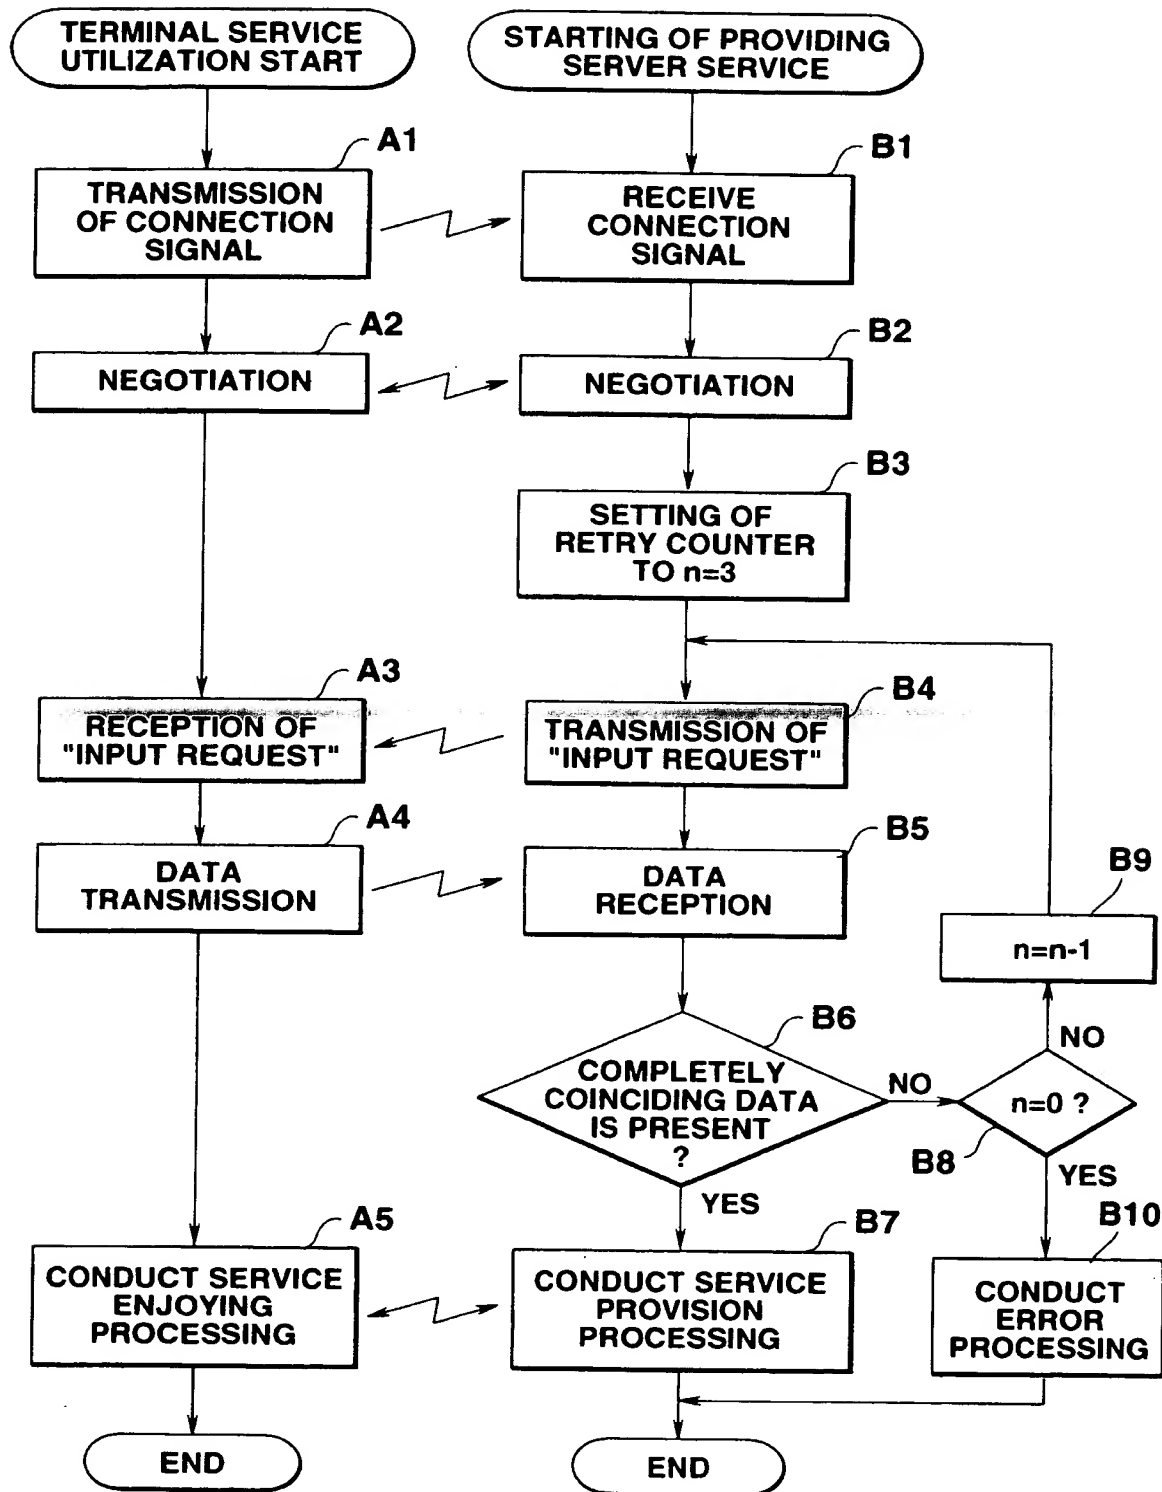 TERMINAL SERVICE
UTILIZATION START
STARTING OF PROVIDING
SERVER SERVICE
A1
TRANSMISSION
OF CONNECTION
SIGNAL
B1
RECEIVE
CONNECTION
SIGNAL
A2
NEGOTIATION
B2
NEGOTIATION
B3
SETTING OF
RETRY COUNTER
TO n=3
A3
RECEPTION OF
"INPUT REQUEST"
B4
TRANSMISSION OF
"INPUT REQUEST"
A4
DATA
TRANSMISSION
B5
DATA
RECEPTION
B9
n=n-1
B6
COMPLETELY
COINCIDING DATA
IS PRESENT
?
NO
NO
n=0 ?
B8
YES
YES
A5
CONDUCT SERVICE
ENJOYING
PROCESSING
B7
CONDUCT SERVICE
PROVISION
PROCESSING
B10
CONDUCT
ERROR
PROCESSING
END
END